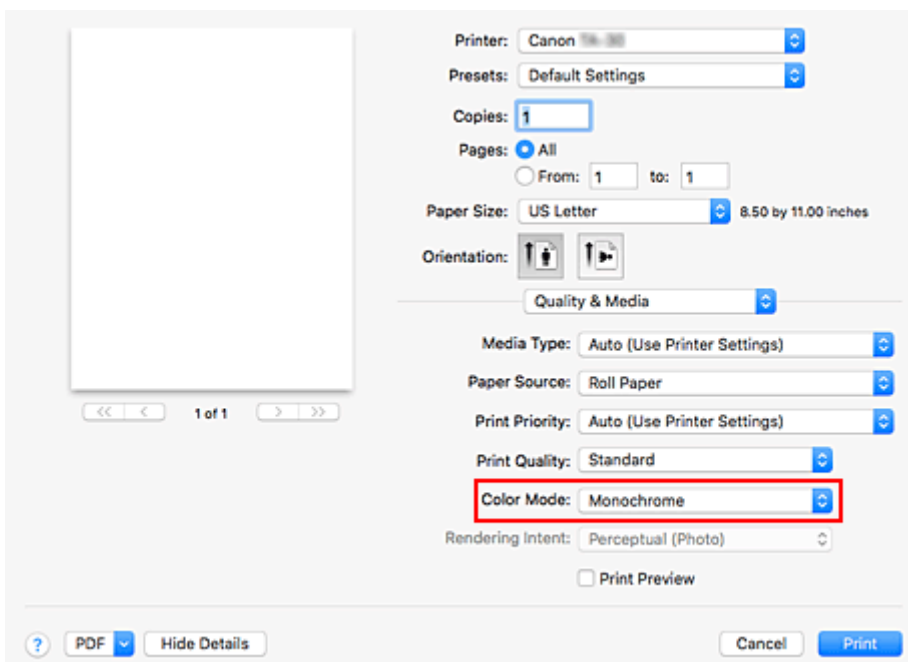 Printer: Canon
Presets: Default Settings
Copies: 1
Pages: All
From: 1 to: 1
Paper Size: US Letter 8.50 by 11.00 inches
Orientation:
Quality & Media
Media Type: Auto (Use Printer Settings)
Paper Source: Roll Paper
<< < 1 of 1 > >>
Print Priority: Auto (Use Printer Settings)
Print Quality: Standard
Color Mode: Monochrome
Rendering Intent: Perceptual (Photo)
Print Preview
? PDF Hide Details Cancel Print